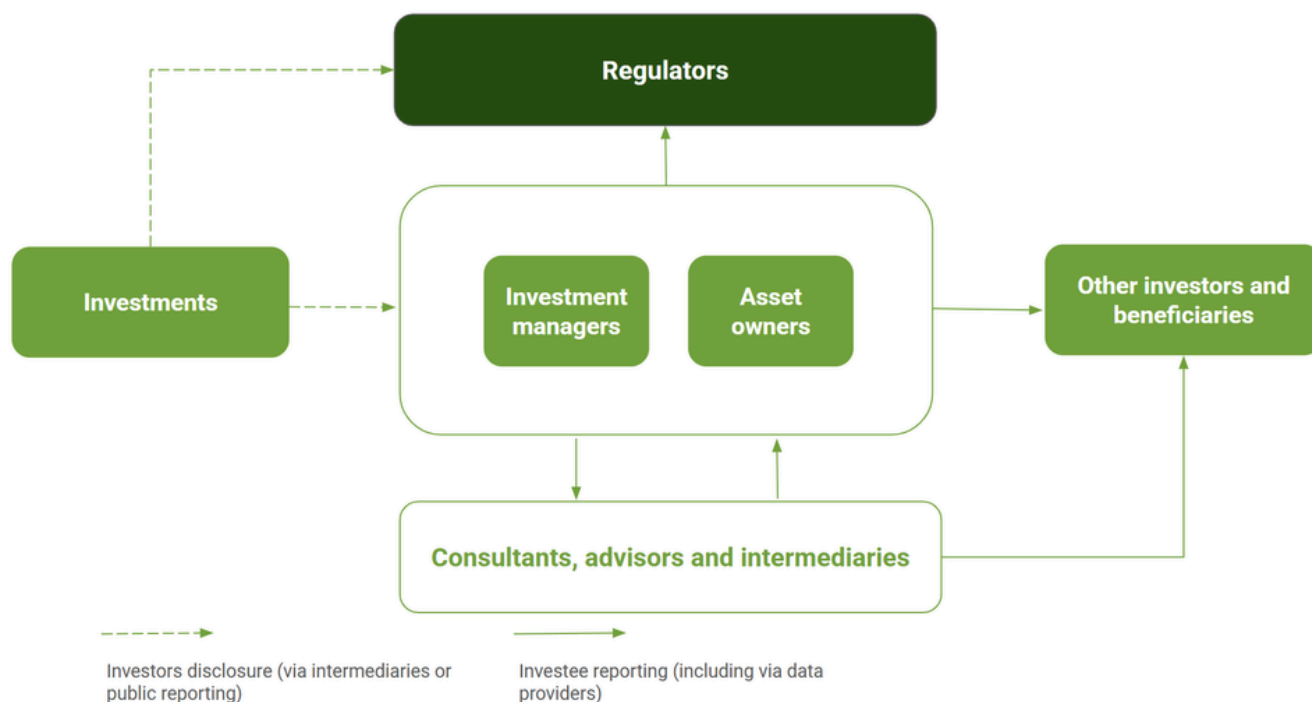 Regulators
Investments
Investment
managers
Asset
owners
Other investors and
beneficiaries
Consultants, advisors and intermediaries
Investors disclosure (via intermediaries or
public reporting)
Investee reporting (including via data
providers)